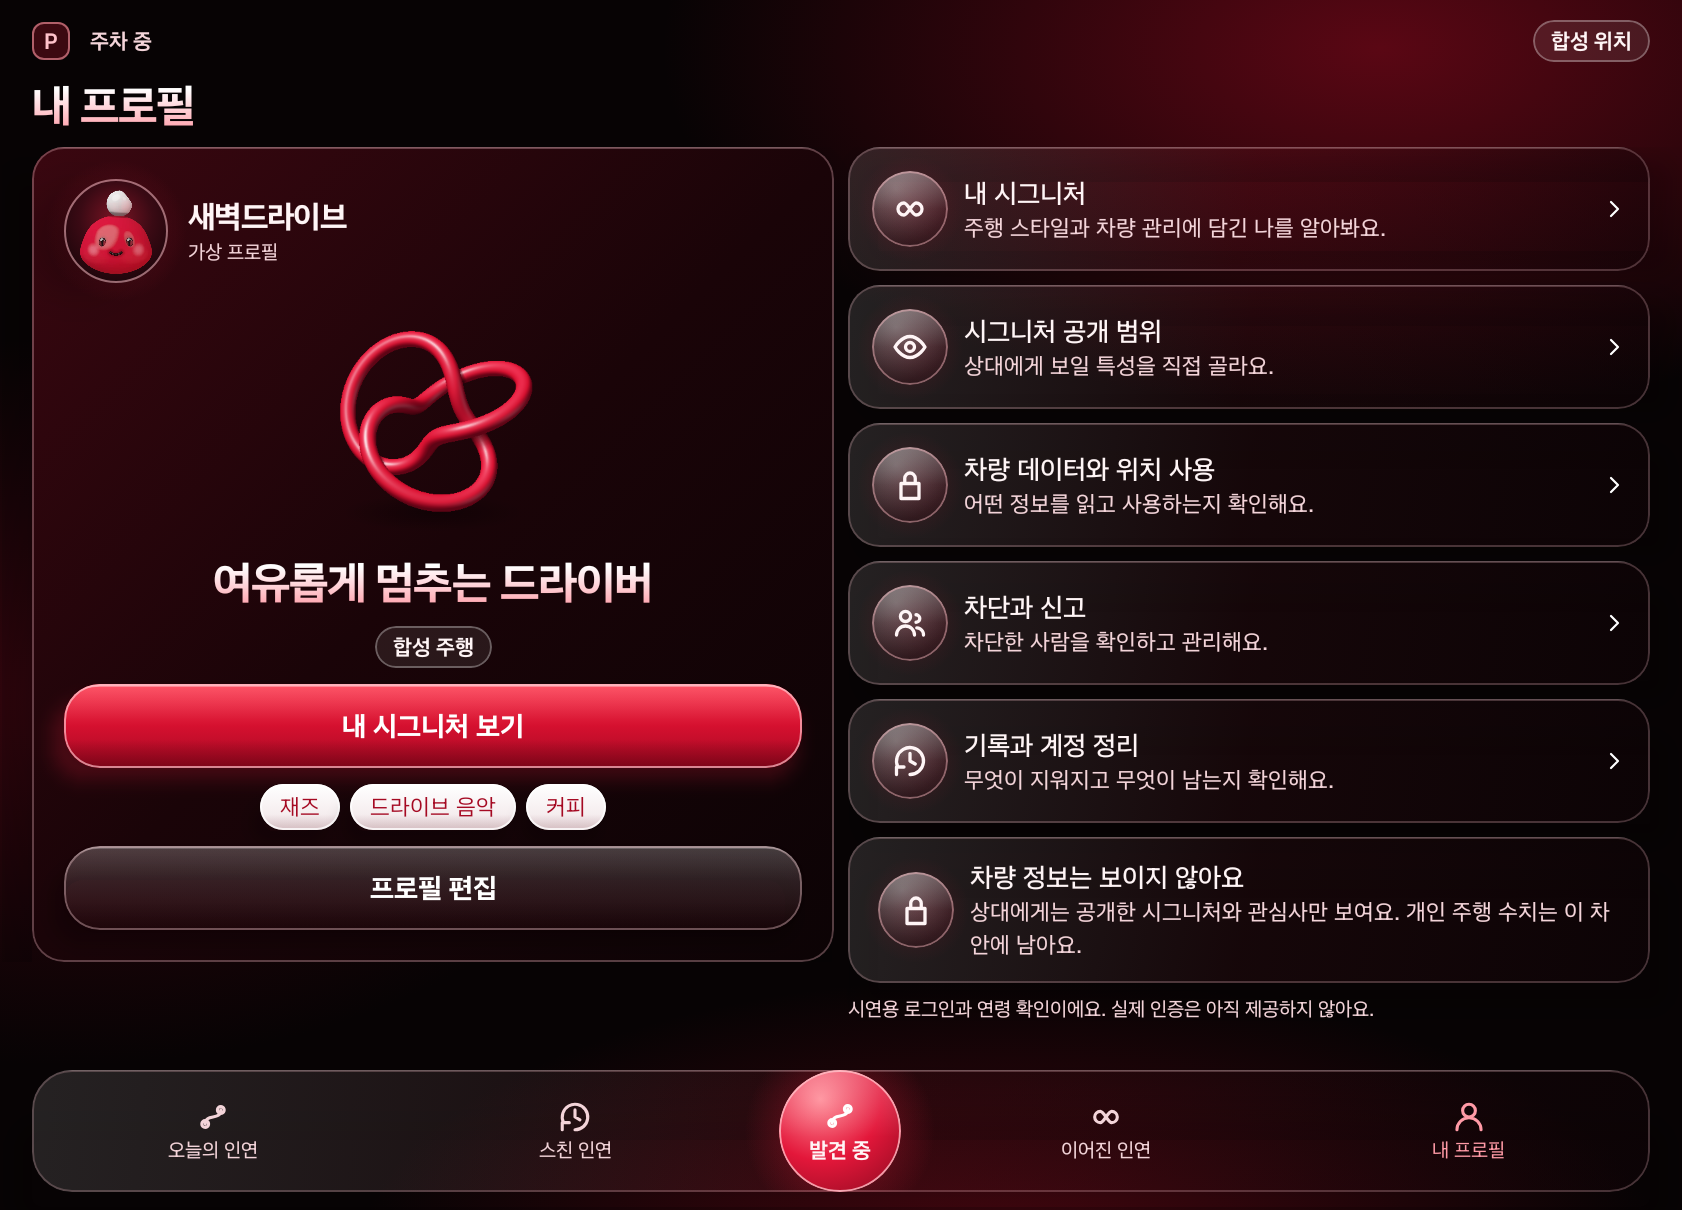 P 주차 중
합성 위치
내 프로필
새벽드라이브
가상 프로필
여유롭게 멈추는 드라이버
합성 주행
내 시그니처 보기
재즈 드라이브 음악 커피
프로필 편집
내 시그니처
주행 스타일과 차량 관리에 담긴 나를 알아봐요.
시그니처 공개 범위
상대에게 보일 특성을 직접 골라요.
차량 데이터와 위치 사용
어떤 정보를 읽고 사용하는지 확인해요.
차단과 신고
차단한 사람을 확인하고 관리해요.
기록과 계정 정리
무엇이 지워지고 무엇이 남는지 확인해요.
차량 정보는 보이지 않아요
상대에게는 공개한 시그니처와 관심사만 보여요. 개인 주행 수치는 이 차
안에 남아요.
시연용 로그인과 연령 확인이에요. 실제 인증은 아직 제공하지 않아요.
오늘의 인연
스친 인연
발견 중
이어진 인연
내 프로필